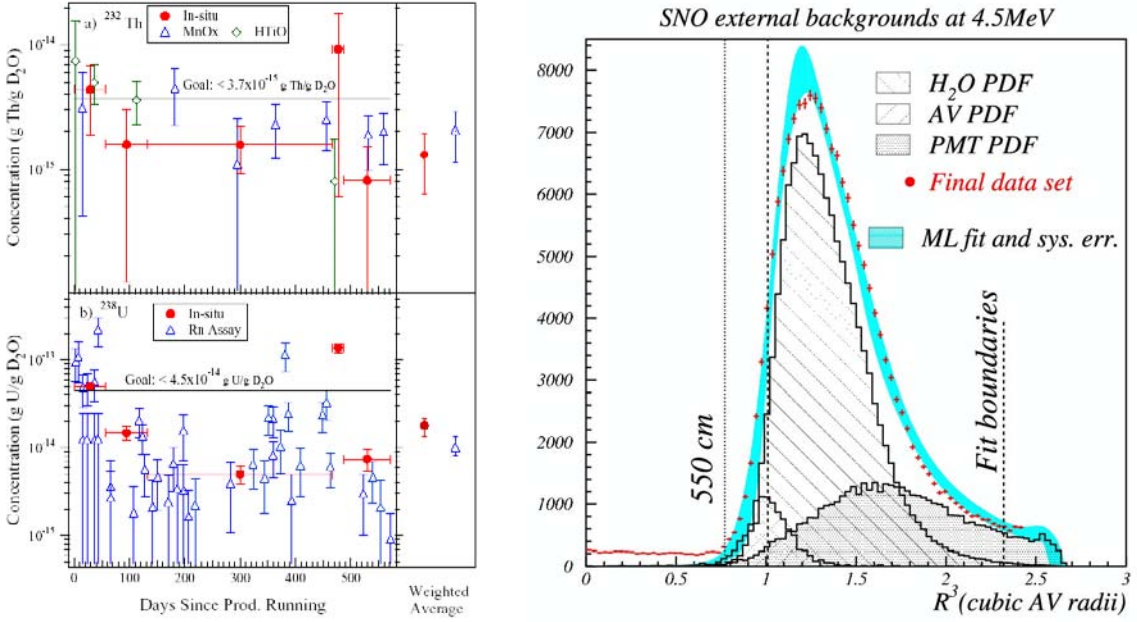 a) ²³² Th
In-situ
MnOx
HTiO
Goal: < 3.7x10⁻¹⁵ g Th/g D₂O
10⁻¹⁴
10⁻¹⁵
Concentration (g Th/g D₂O)
b) ²³⁸U
In-situ
Rn Assay
Goal: < 4.5x10⁻¹⁴ g U/g D₂O
10⁻¹¹
10⁻¹⁴
10⁻¹⁵
Concentration (g U/g D₂O)
0 100 200 300 400 500
Days Since Prod. Running
Weighted
Average
SNO external backgrounds at 4.5MeV
8000
7000
6000
5000
4000
3000
2000
1000
0
H₂O PDF
AV PDF
PMT PDF
Final data set
ML fit and sys. err.
550 cm
Fit boundaries
0 0.5 1 1.5 2 2.5 3
R³(cubic AV radii)